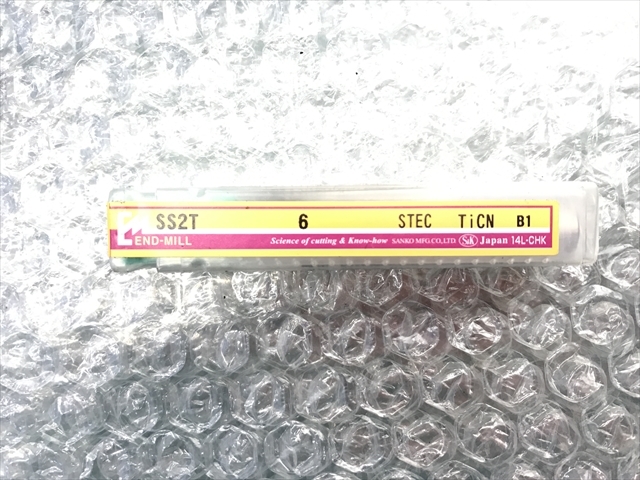 SS2T 6 STEC TiCN B1
END-MILL Science of cutting & Know-how SANKO MFG.CO,LTD S&K Japan 14L-CHK